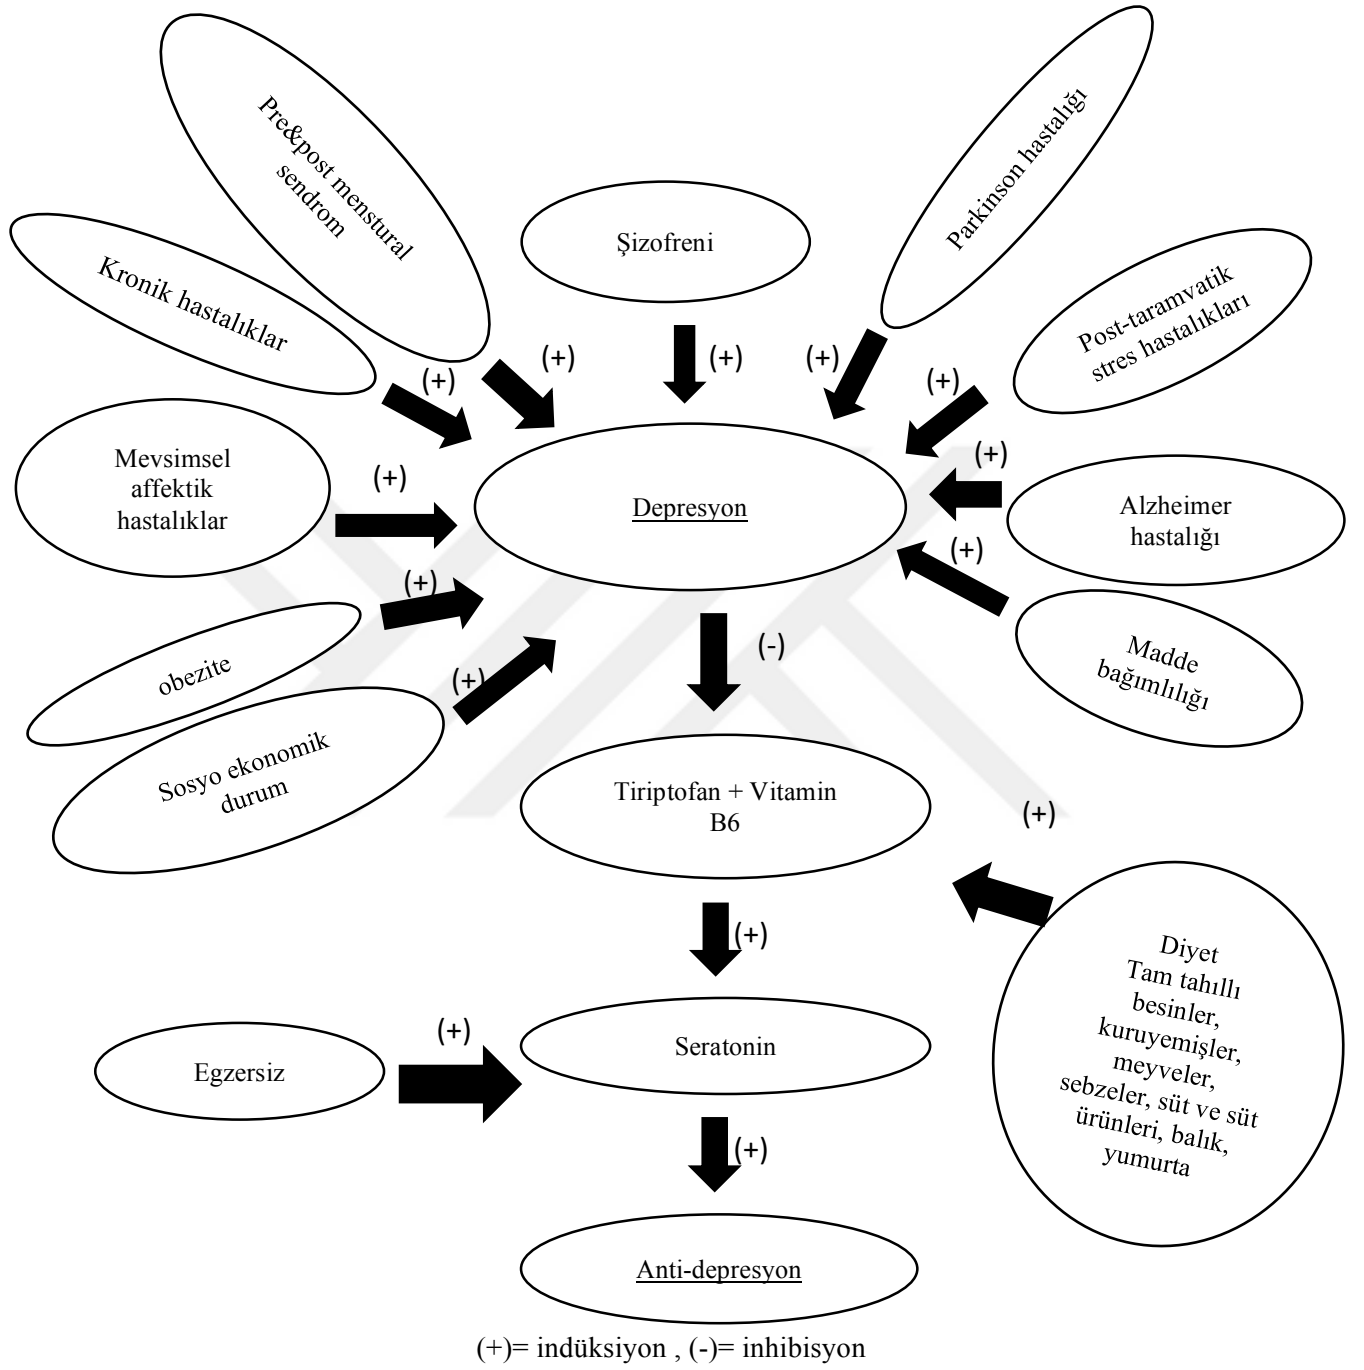 Pre&post menstural
sendrom
Parkinson hastalığı
Şizofreni
Kronik hastalıklar
Post-taramvatik
stres hastalıkları
(+)
(+)
(+)
(+)
(+)
(+)
Mevsimsel
affektik
hastalıklar
(+)
Depresyon
(+)
Alzheimer
hastalığı
(+)
(+)
obezite
(+)
(-)
Madde
bağımlılığı
Sosyo ekonomik
durum
Tiriptofan + Vitamin
B6
(+)
(+)
Diyet
Tam tahıllı
besinler,
kuruyemişler,
meyveler,
sebzeler, süt ve süt
ürünleri, balık,
yumurta
Egzersiz
(+)
Seratonin
(+)
Anti-depresyon
(+)= indüksiyon , (-)= inhibisyon